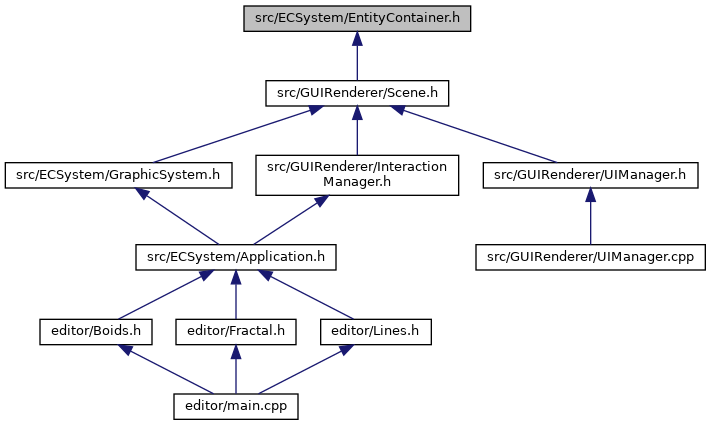 src/ECSystem/EntityContainer.h
src/GUIRenderer/Scene.h
src/ECSystem/GraphicSystem.h
src/GUIRenderer/Interaction
Manager.h
src/GUIRenderer/UIManager.h
src/ECSystem/Application.h
src/GUIRenderer/UIManager.cpp
editor/Boids.h
editor/Fractal.h
editor/Lines.h
editor/main.cpp